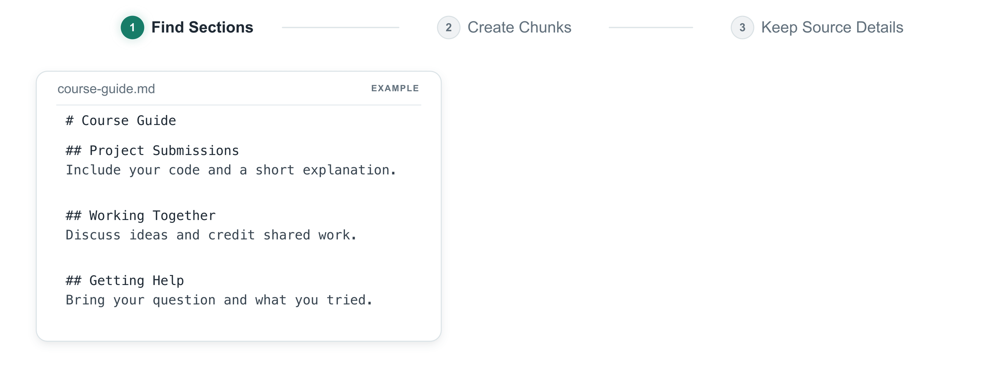 1 Find Sections
2 Create Chunks
3 Keep Source Details
course-guide.md
EXAMPLE
# Course Guide
## Project Submissions
Include your code and a short explanation.
## Working Together
Discuss ideas and credit shared work.
## Getting Help
Bring your question and what you tried.